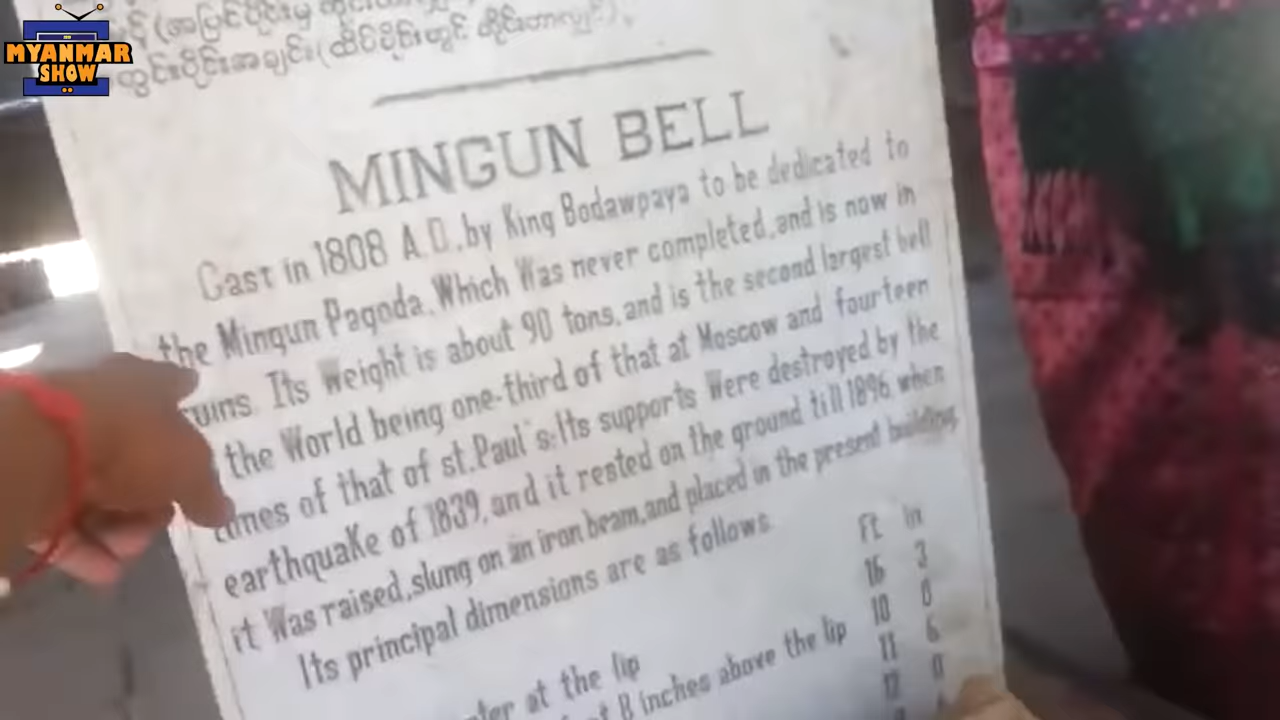 MYANMAR
SHOW
MINGUN BELL
Cast in 1808 A.D.,by King Bodawpaya to be dedicated to
the Mingun Pagoda. Which Was never completed,and is now in
ruins. Its Weight is about 90 tons,and is the second largest bell
the World being one-third of that at Moscow and fourteen
times of that of st.Paul's.Its supports Were destroyed by the
earthquaKe of 1839,and it rested on the ground till 1896 when
it Was raised,slung on an iron beam,and placed in the present building.
Its principal dimensions are as follows
Ft In
16 3
at the lip 10 0
8 inches above the lip 11 6
12 0